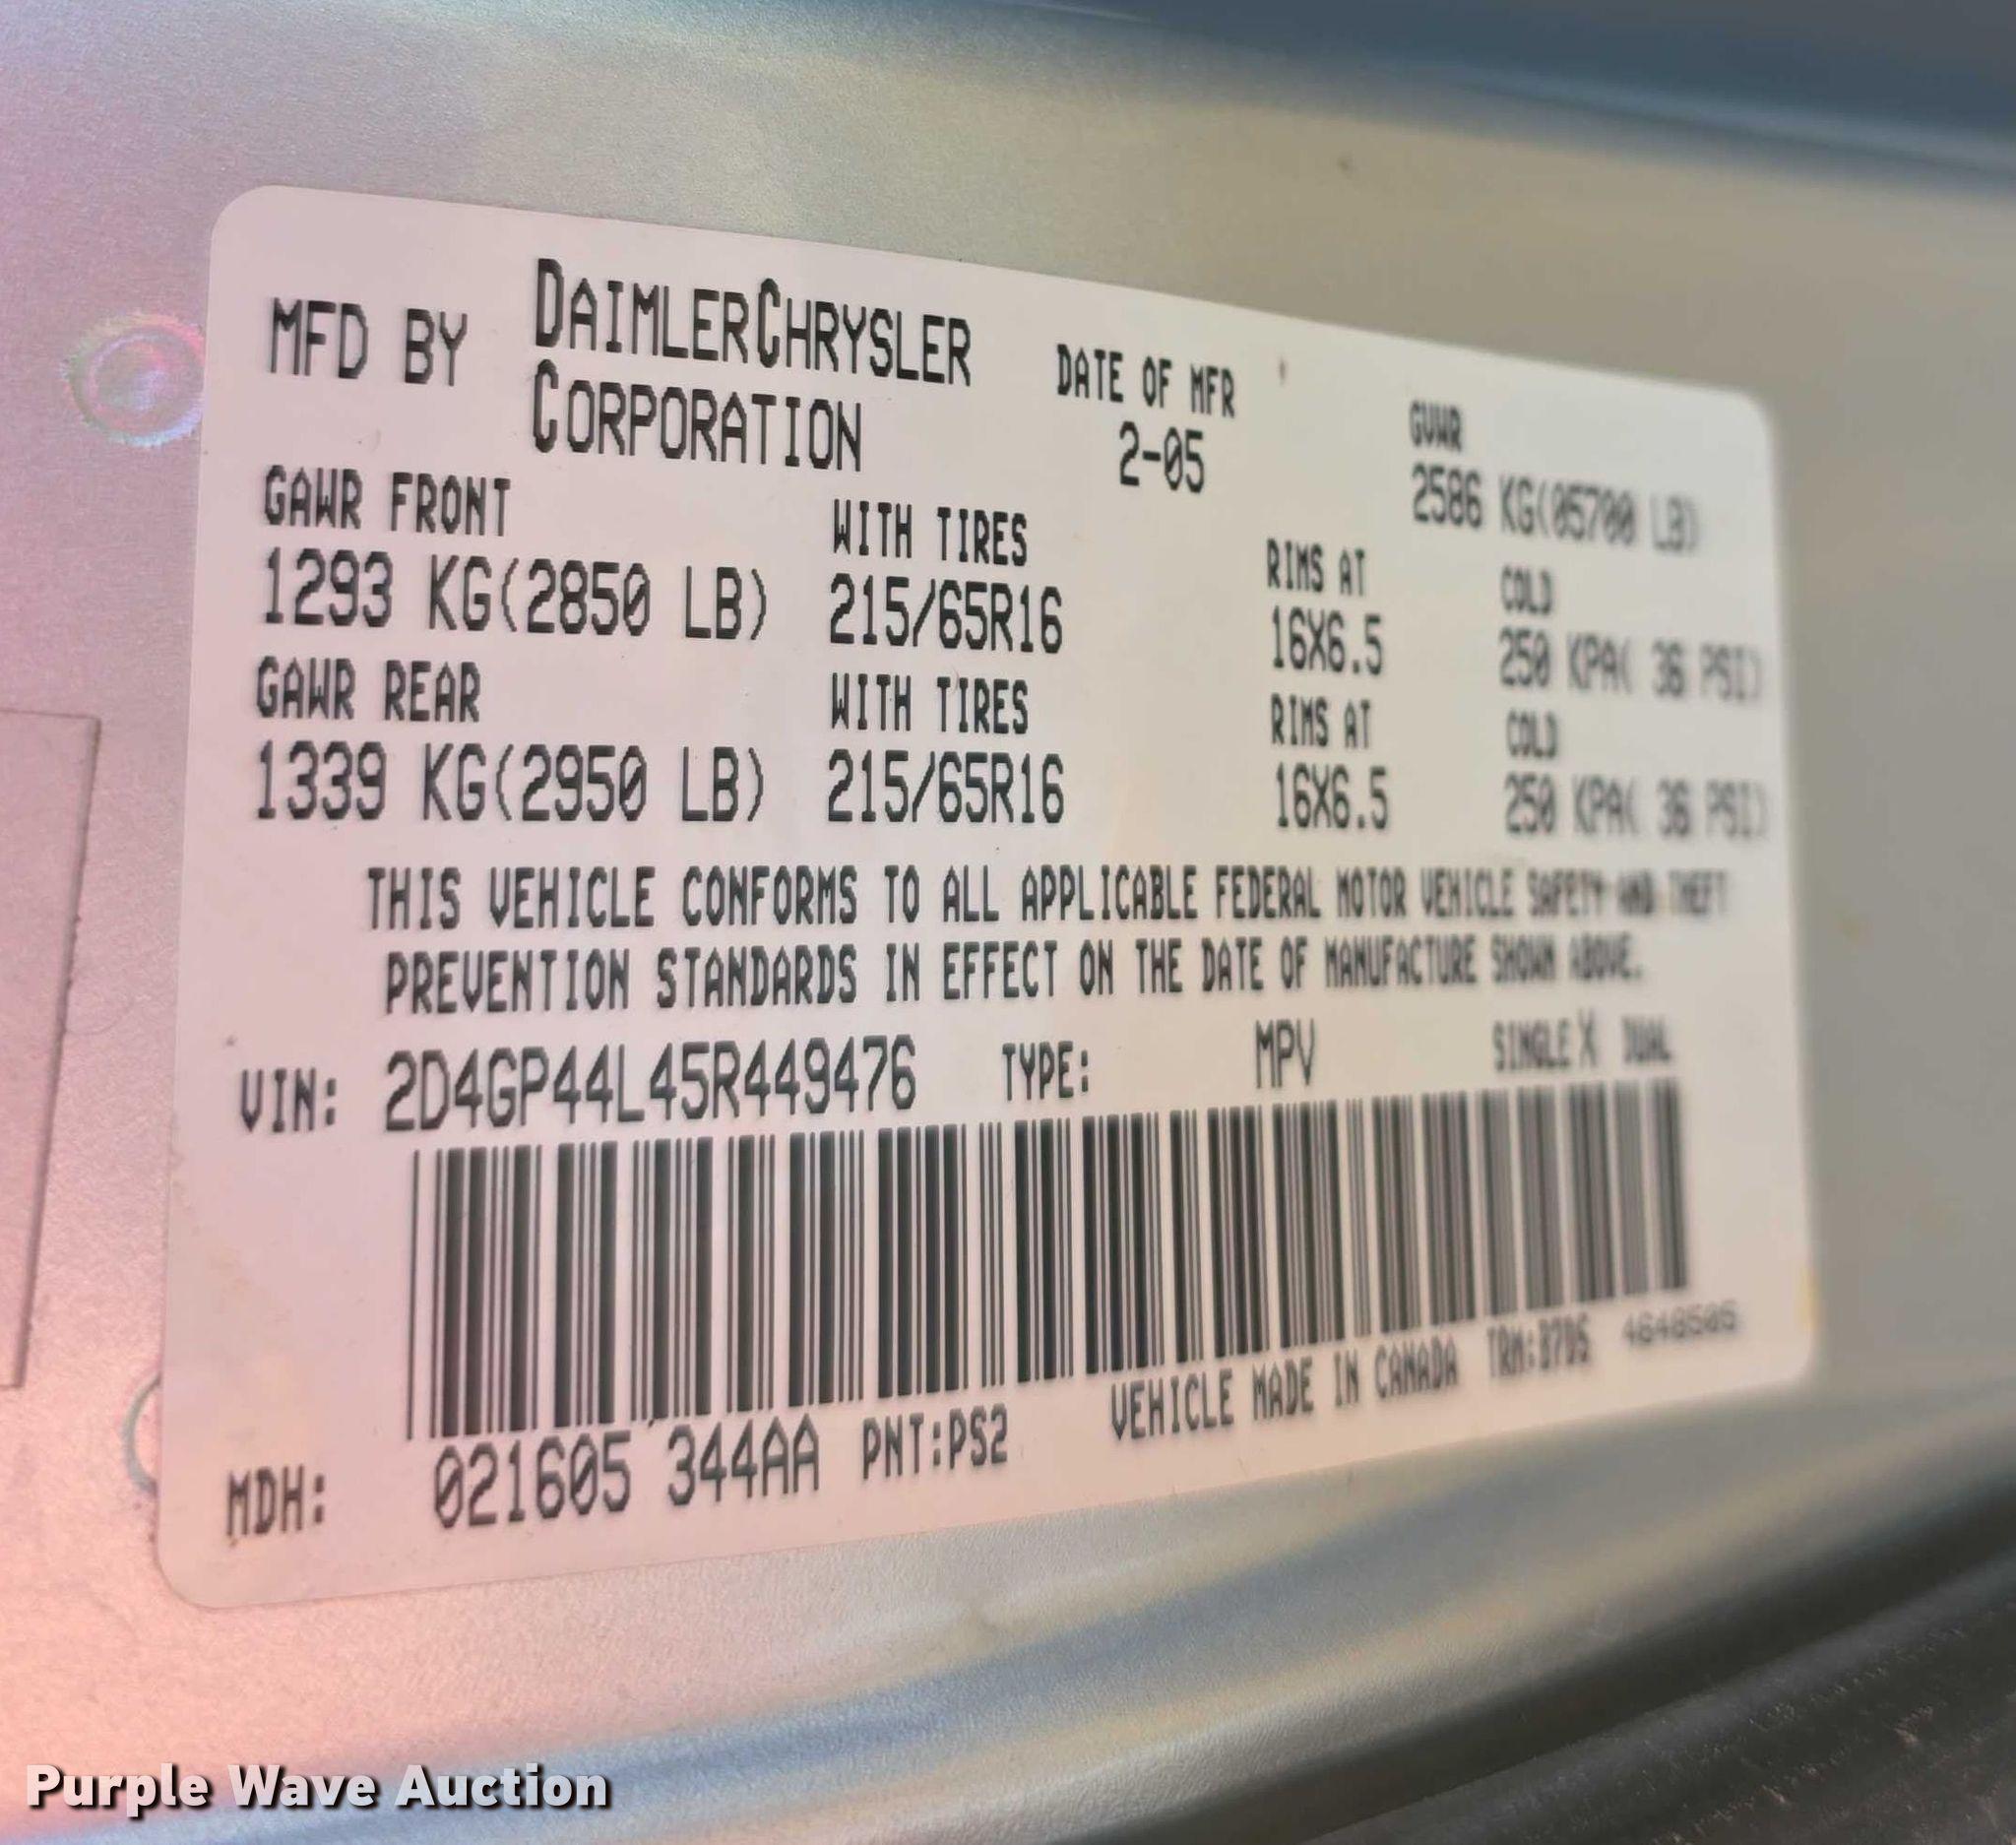 MFD BY DAIMLERCHRYSLER CORPORATION
DATE OF MFR
2-05
GVWR
2586 KG(05700 LB)
GAWR FRONT WITH TIRES RIMS AT COLD
1293 KG(2850 LB) 215/65R16 16X6.5 250 KPA( 36 PSI)
GAWR REAR WITH TIRES RIMS AT COLD
1339 KG(2950 LB) 215/65R16 16X6.5 250 KPA( 36 PSI)
THIS VEHICLE CONFORMS TO ALL APPLICABLE FEDERAL MOTOR VEHICLE SAFETY AND THEFT
PREVENTION STANDARDS IN EFFECT ON THE DATE OF MANUFACTURE SHOWN ABOVE.
VIN: 2D4GP44L45R449476 TYPE: MPV SINGLE X DUAL
MDH: 021605 344AA PNT:PS2 VEHICLE MADE IN CANADA
Purple Wave Auction